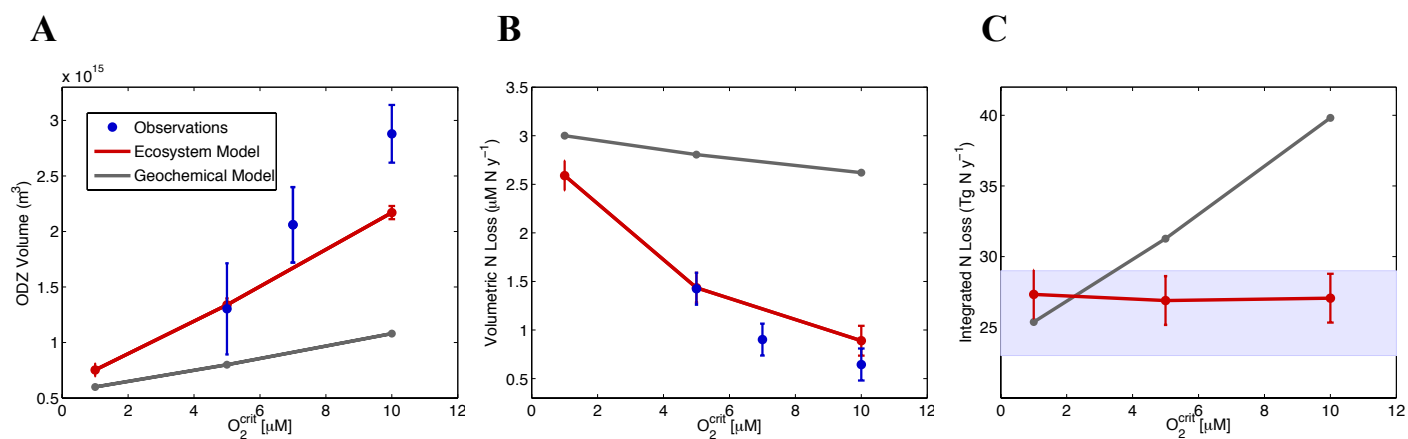 A
x 10^15
ODZ Volume (m^3)
3
2.5
2
1.5
1
0.5
0 2 4 6 8 10 12
O_2^crit [μM]
Observations
Ecosystem Model
Geochemical Model
B
Volumetric N Loss (μM N y^−1)
3.5
3
2.5
2
1.5
1
0.5
0 2 4 6 8 10 12
O_2^crit [μM]
C
Integrated N Loss (Tg N y^−1)
40
35
30
25
0 2 4 6 8 10 12
O_2^crit [μM]